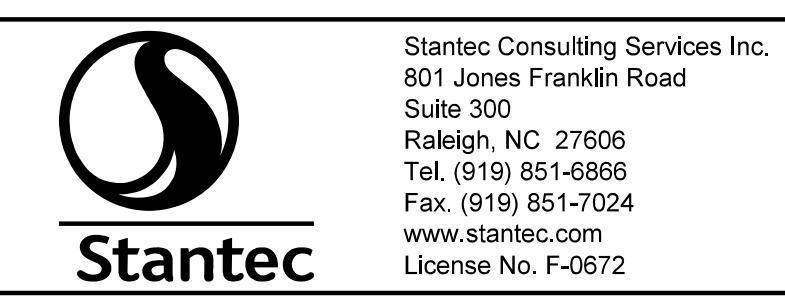 Stantec
Stantec Consulting Services Inc.
801 Jones Franklin Road
Suite 300
Raleigh, NC  27606
Tel. (919) 851-6866
Fax. (919) 851-7024
www.stantec.com
License No. F-0672